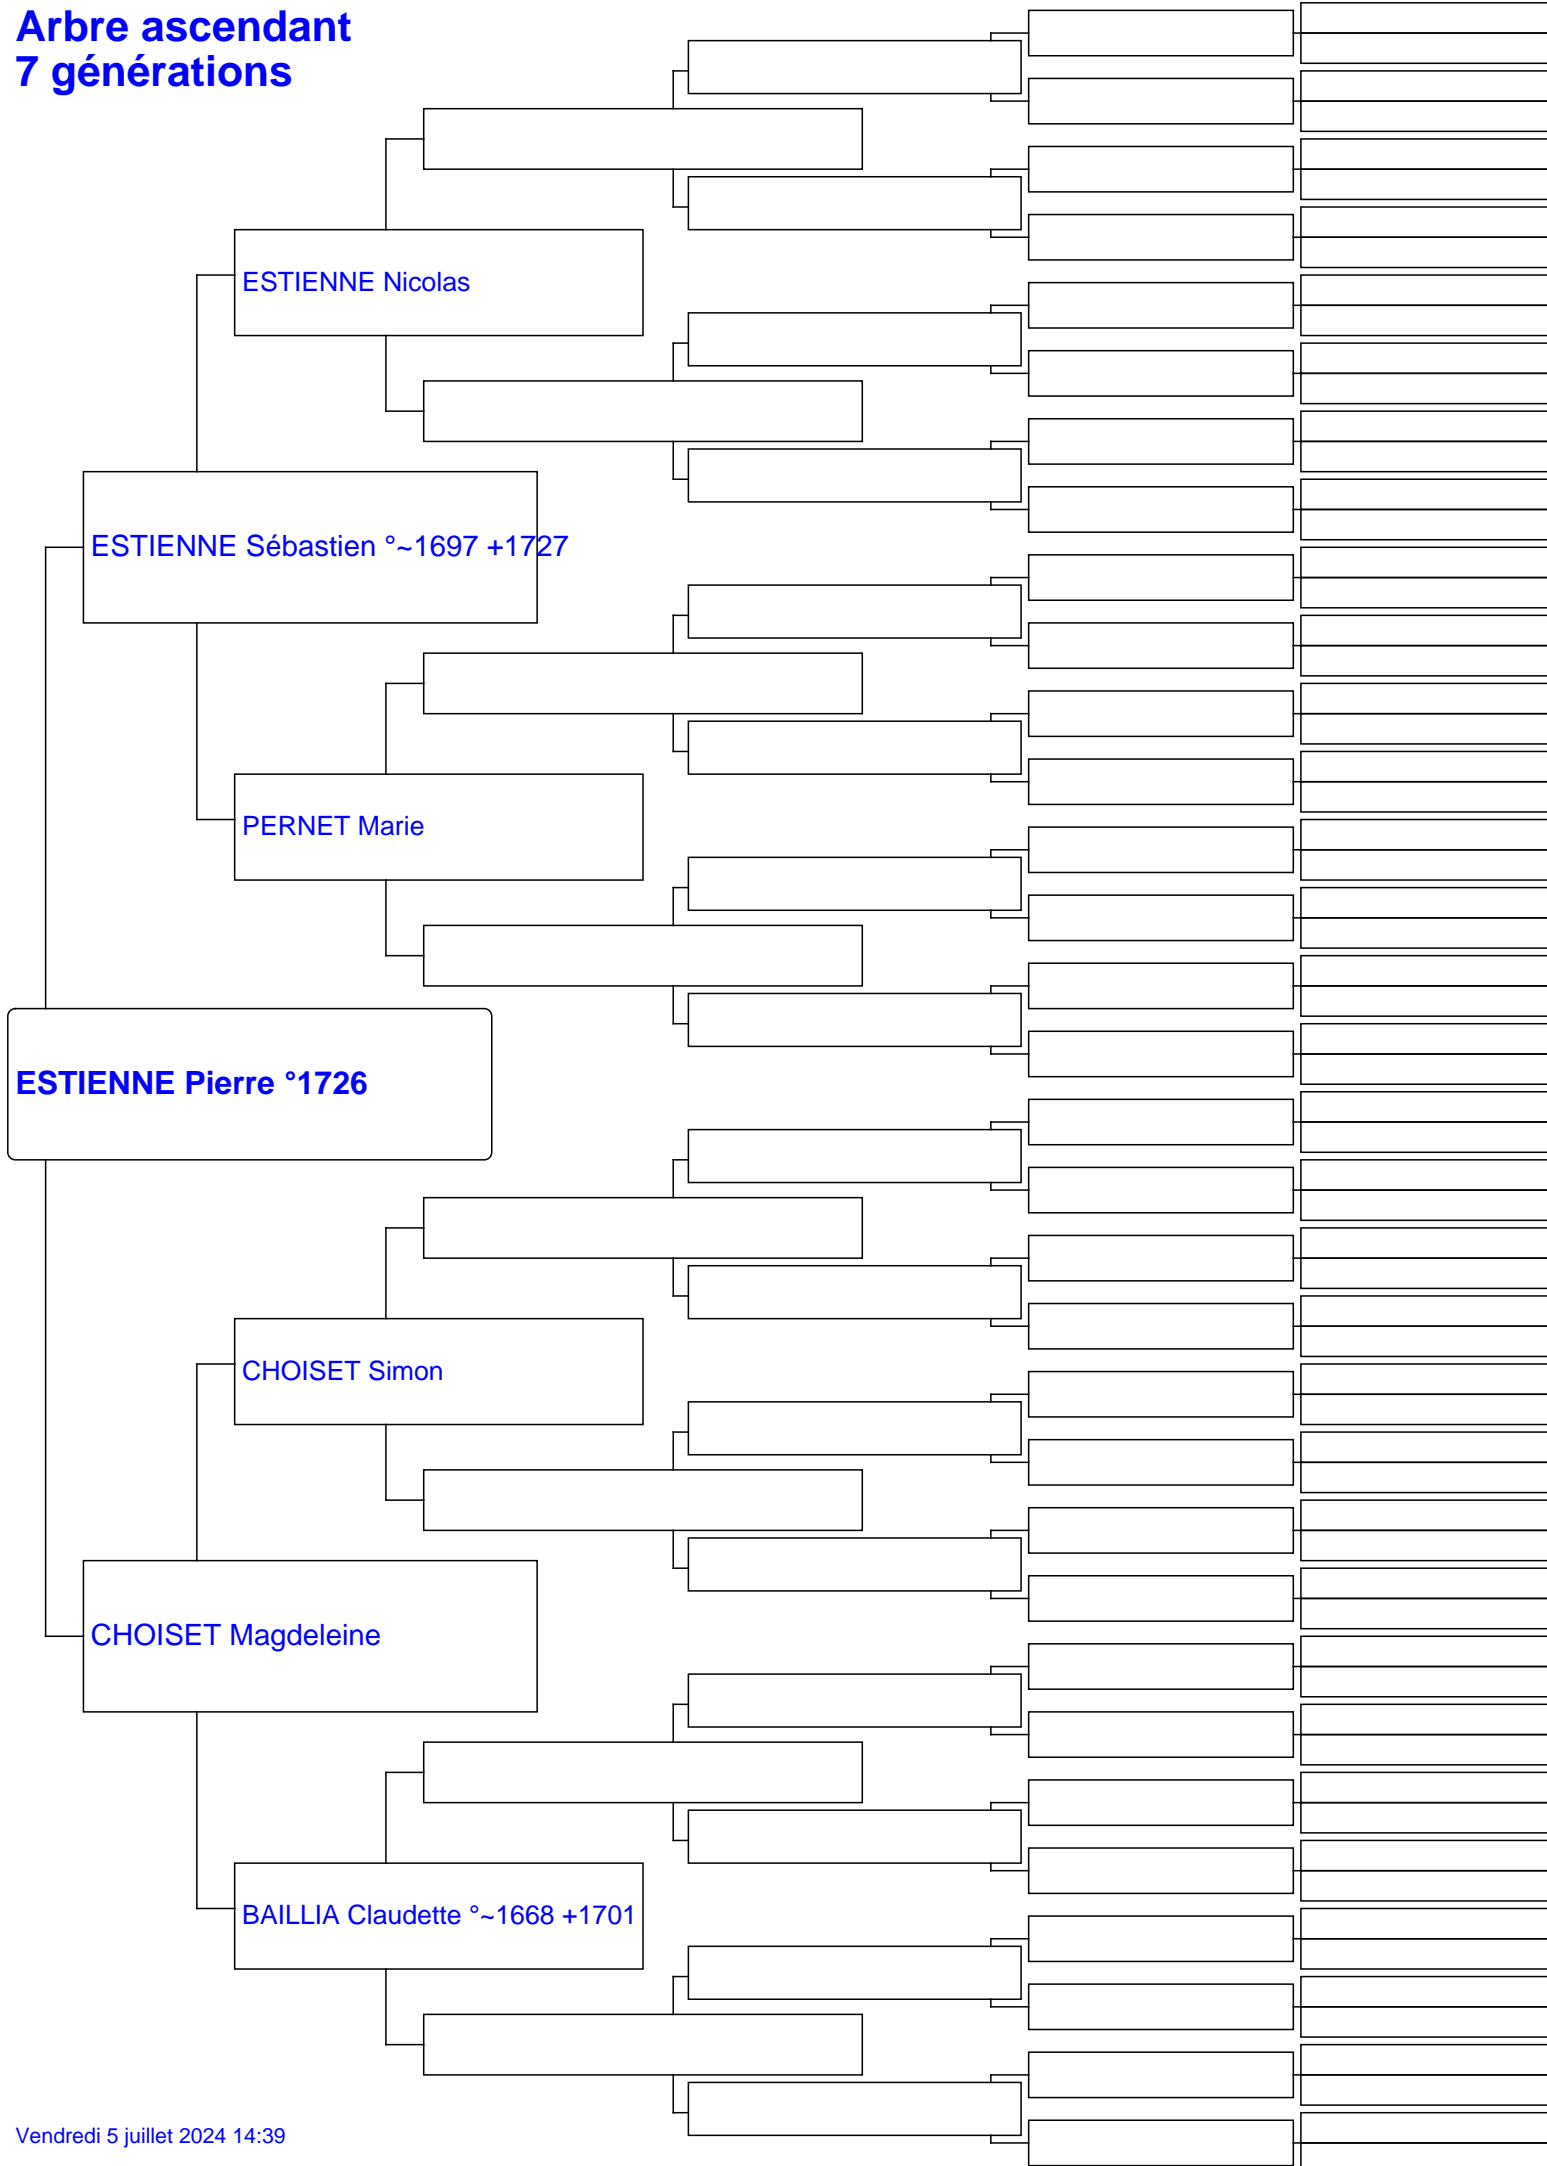 Arbre ascendant
7 générations
ESTIENNE Nicolas
ESTIENNE Sébastien °~1697 +1727
PERNET Marie
ESTIENNE Pierre °1726
CHOISET Simon
CHOISET Magdeleine
BAILLIA Claudette °~1668 +1701
Vendredi 5 juillet 2024 14:39